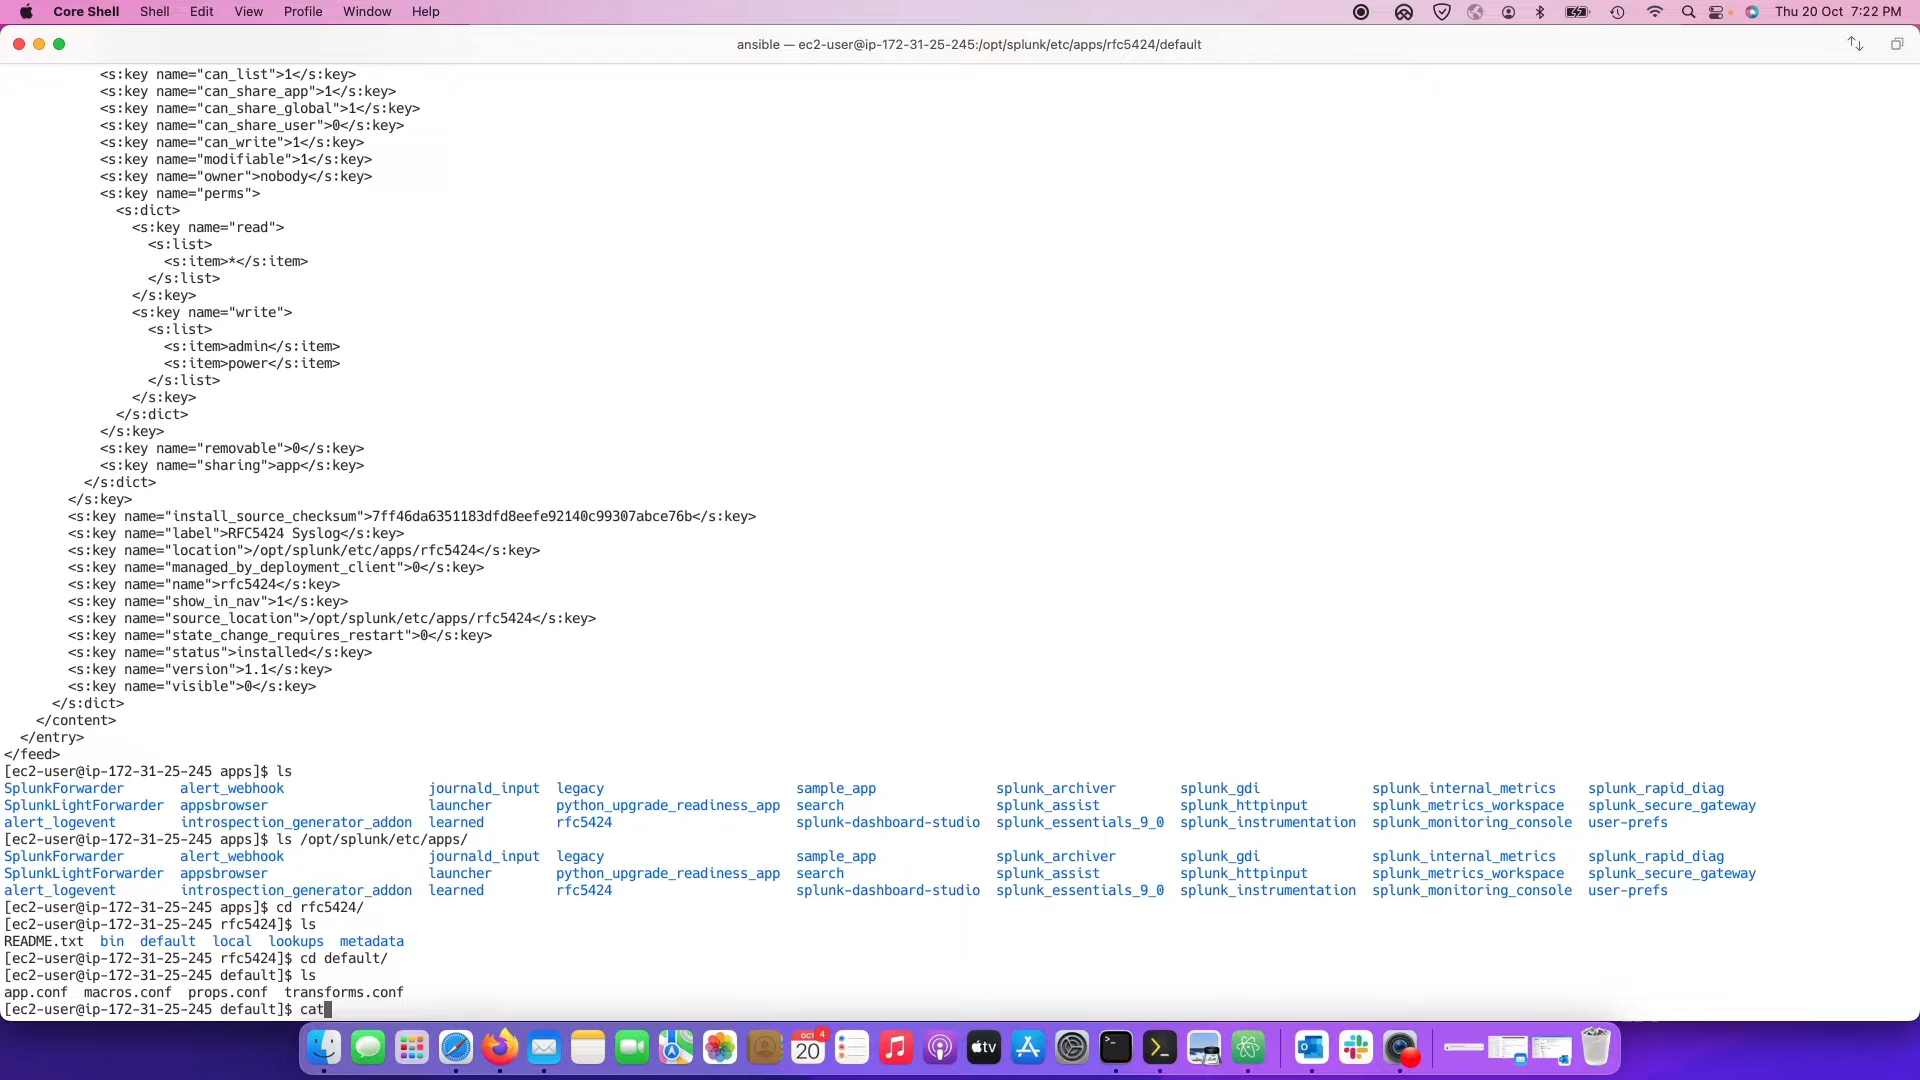 Core Shell Shell Edit View Profile Window Help Thu 20 Oct 7:22 PM
ansible — ec2-user@ip-172-31-25-245:/opt/splunk/etc/apps/rfc5424/default
<s:key name="can_list">1</s:key>
<s:key name="can_share_app">1</s:key>
<s:key name="can_share_global">1</s:key>
<s:key name="can_share_user">0</s:key>
<s:key name="can_write">1</s:key>
<s:key name="modifiable">1</s:key>
<s:key name="owner">nobody</s:key>
<s:key name="perms">
<s:dict>
<s:key name="read">
<s:list>
<s:item>*</s:item>
</s:list>
</s:key>
<s:key name="write">
<s:list>
<s:item>admin</s:item>
<s:item>power</s:item>
</s:list>
</s:key>
</s:dict>
</s:key>
<s:key name="removable">0</s:key>
<s:key name="sharing">app</s:key>
</s:dict>
</s:key>
<s:key name="install_source_checksum">7ff46da6351183dfd8eefe92140c99307abce76b</s:key>
<s:key name="label">RFC5424 Syslog</s:key>
<s:key name="location">/opt/splunk/etc/apps/rfc5424</s:key>
<s:key name="managed_by_deployment_client">0</s:key>
<s:key name="name">rfc5424</s:key>
<s:key name="show_in_nav">1</s:key>
<s:key name="source_location">/opt/splunk/etc/apps/rfc5424</s:key>
<s:key name="state_change_requires_restart">0</s:key>
<s:key name="status">installed</s:key>
<s:key name="version">1.1</s:key>
<s:key name="visible">0</s:key>
</s:dict>
</content>
</entry>
</feed>
[ec2-user@ip-172-31-25-245 apps]$ ls
SplunkForwarder alert_webhook journald_input legacy sample_app splunk_archiver splunk_gdi splunk_internal_metrics splunk_rapid_diag
SplunkLightForwarder appsbrowser launcher python_upgrade_readiness_app search splunk_assist splunk_httpinput splunk_metrics_workspace splunk_secure_gateway
alert_logevent introspection_generator_addon learned rfc5424 splunk-dashboard-studio splunk_essentials_9_0 splunk_instrumentation splunk_monitoring_console user-prefs
[ec2-user@ip-172-31-25-245 apps]$ ls /opt/splunk/etc/apps/
SplunkForwarder alert_webhook journald_input legacy sample_app splunk_archiver splunk_gdi splunk_internal_metrics splunk_rapid_diag
SplunkLightForwarder appsbrowser launcher python_upgrade_readiness_app search splunk_assist splunk_httpinput splunk_metrics_workspace splunk_secure_gateway
alert_logevent introspection_generator_addon learned rfc5424 splunk-dashboard-studio splunk_essentials_9_0 splunk_instrumentation splunk_monitoring_console user-prefs
[ec2-user@ip-172-31-25-245 apps]$ cd rfc5424/
[ec2-user@ip-172-31-25-245 rfc5424]$ ls
README.txt bin default local lookups metadata
[ec2-user@ip-172-31-25-245 rfc5424]$ cd default/
[ec2-user@ip-172-31-25-245 default]$ ls
app.conf macros.conf props.conf transforms.conf
[ec2-user@ip-172-31-25-245 default]$ cat
OCT 20 4 tv